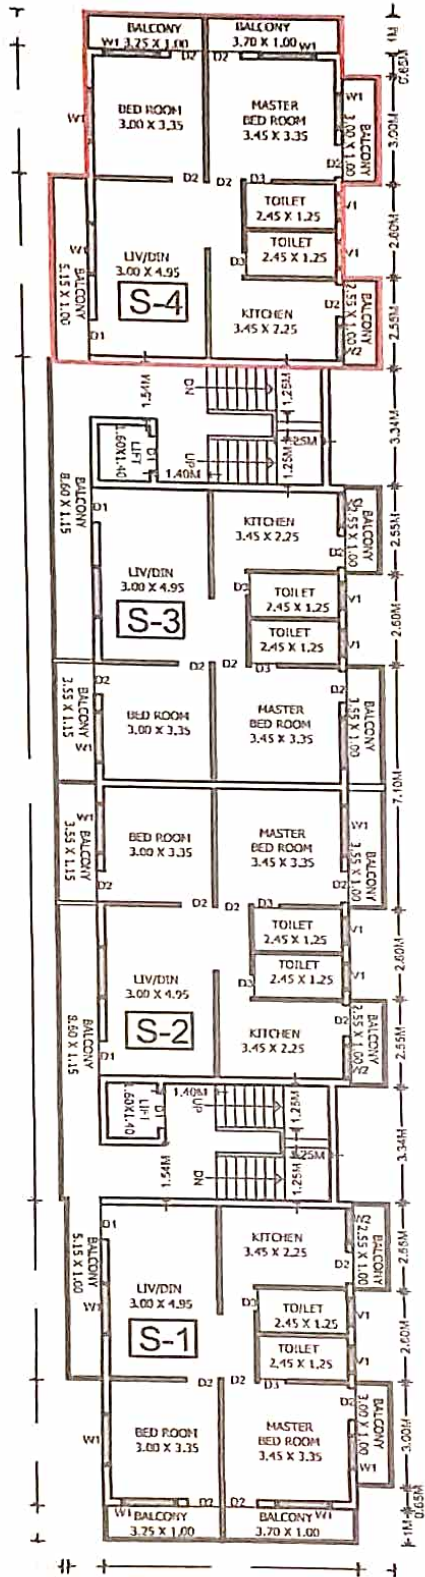 BALCONY
3.25 X 1.00
W1
BALCONY
3.70 X 1.00
W1
1M
D2
D2
0.65M
BED ROOM
3.00 X 3.35
MASTER
BED ROOM
3.45 X 3.35
W1
W1
BALCONY
3.00 X 1.00
3.00M
D2
D2
D2
D3
TOILET
2.45 X 1.25
V1
TOILET
2.45 X 1.25
V1
2.60M
D3
LIV/DIN
3.00 X 4.95
W1
BALCONY
5.15 X 1.00
S-4
KITCHEN
3.45 X 2.25
D2
BALCONY
2.55 X 1.00
W2
2.55M
D1
1.54M
DN
1.25M
3.34M
LIFT
1.60X1.40
DT
UP
1.40M
1.25M
1.25M
BALCONY
8.60 X 1.15
D1
KITCHEN
3.45 X 2.25
BALCONY
2.55 X 1.00
D2
2.55M
LIV/DIN
3.00 X 4.95
S-3
D3
TOILET
2.45 X 1.25
V1
TOILET
2.45 X 1.25
V1
2.60M
D2
D2
D3
D2
BALCONY
3.55 X 1.15
W1
BED ROOM
3.00 X 3.35
MASTER
BED ROOM
3.45 X 3.35
D2
BALCONY
3.55 X 1.00
W1
7.10M
W1
BALCONY
3.55 X 1.15
D2
BED ROOM
3.00 X 3.35
MASTER
BED ROOM
3.45 X 3.35
W1
BALCONY
3.55 X 1.00
D2
D2
D2
D3
TOILET
2.45 X 1.25
V1
TOILET
2.45 X 1.25
V1
2.60M
D3
LIV/DIN
3.00 X 4.95
S-2
BALCONY
8.60 X 1.15
D1
KITCHEN
3.45 X 2.25
D2
BALCONY
2.55 X 1.00
W2
2.55M
LIFT
1.60X1.40
DT
1.40M
UP
1.25M
1.25M
3.34M
1.54M
DN
1.25M
D1
KITCHEN
3.45 X 2.25
W2
BALCONY
2.55 X 1.00
D2
2.55M
BALCONY
5.15 X 1.00
W1
LIV/DIN
3.00 X 4.95
S-1
D3
TOILET
2.45 X 1.25
V1
TOILET
2.45 X 1.25
V1
2.60M
D2
D2
D3
D2
W1
BED ROOM
3.00 X 3.35
MASTER
BED ROOM
3.45 X 3.35
BALCONY
3.00 X 1.00
W1
3.00M
W1
D2
D2
W1
0.65M
BALCONY
3.25 X 1.00
BALCONY
3.70 X 1.00
1M